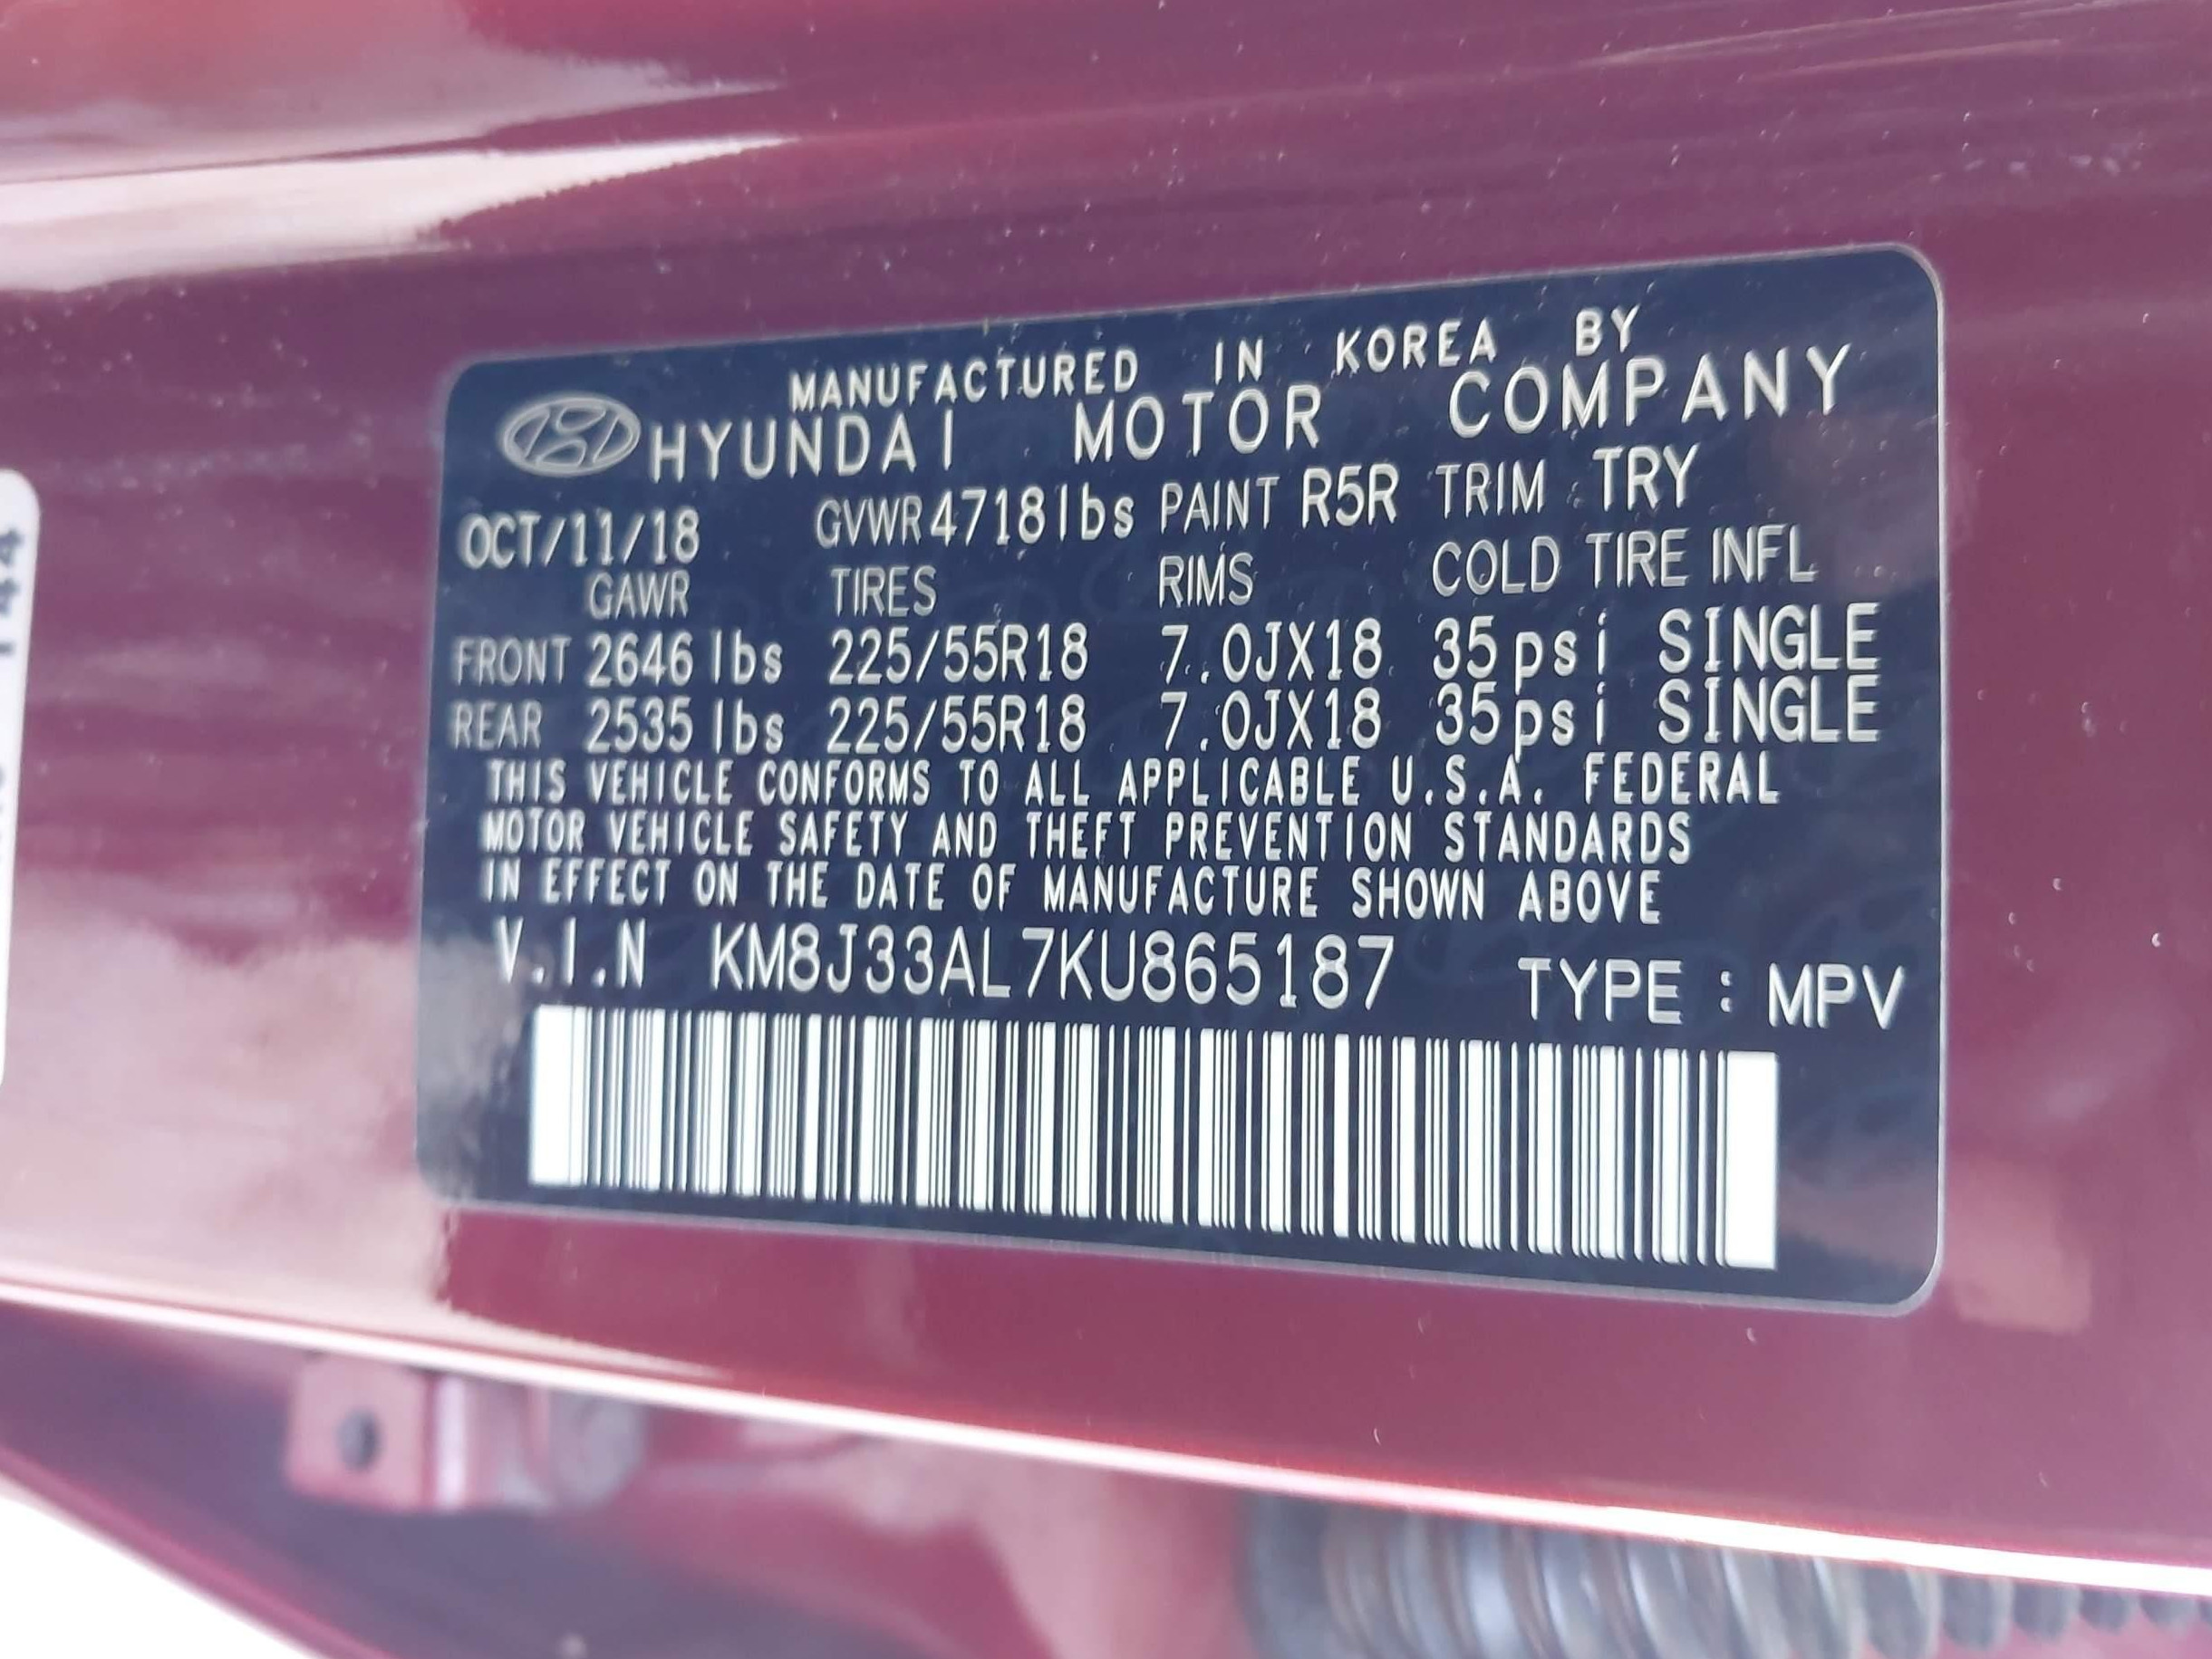 MANUFACTURED IN KOREA BY
HYUNDAI MOTOR COMPANY
OCT/11/18 GVWR 4718lbs PAINT R5R TRIM TRY
GAWR TIRES RIMS COLD TIRE INFL
FRONT 2646 lbs 225/55R18 7.0JX18 35psi SINGLE
REAR 2535 lbs 225/55R18 7.0JX18 35psi SINGLE
THIS VEHICLE CONFORMS TO ALL APPLICABLE U.S.A. FEDERAL
MOTOR VEHICLE SAFETY AND THEFT PREVENTION STANDARDS
IN EFFECT ON THE DATE OF MANUFACTURE SHOWN ABOVE
V.I.N KM8J33AL7KU865187 TYPE : MPV